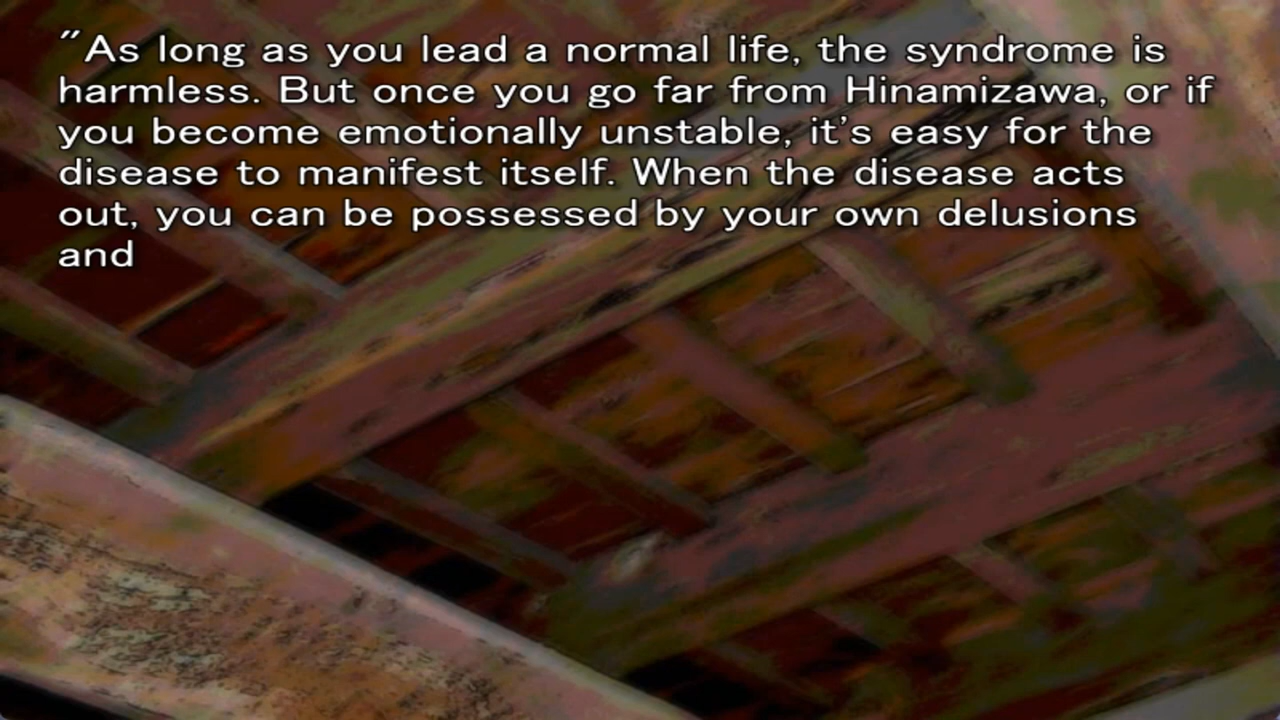 "As long as you lead a normal life, the syndrome is
harmless. But once you go far from Hinamizawa, or if
you become emotionally unstable, it's easy for the
disease to manifest itself. When the disease acts
out, you can be possessed by your own delusions
and